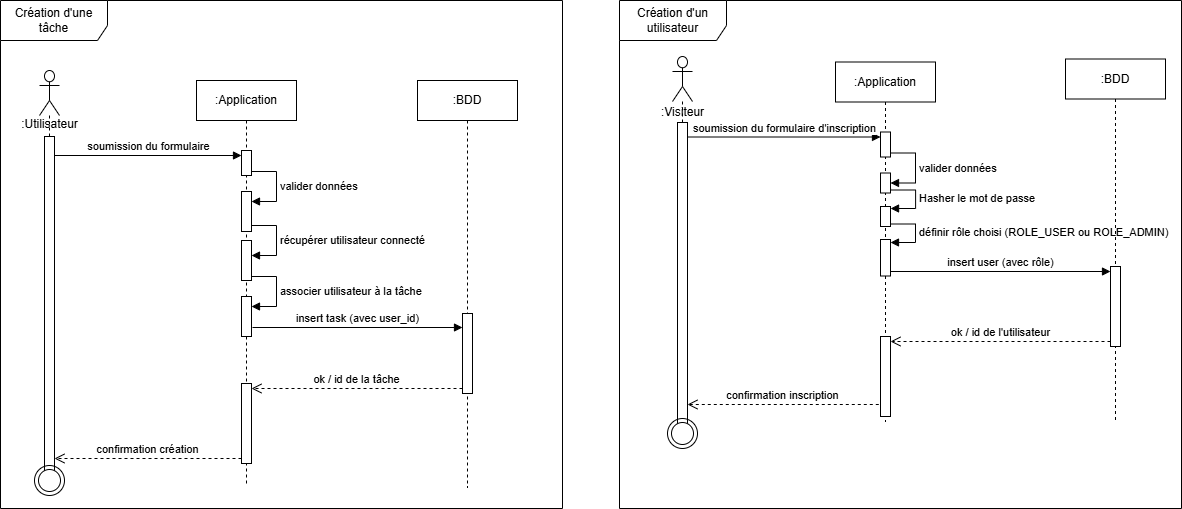 Création d'une
tâche
:Utilisateur
:Application
:BDD
soumission du formulaire
valider données
récupérer utilisateur connecté
associer utilisateur à la tâche
insert task (avec user_id)
ok / id de la tâche
confirmation création
Création d'un
utilisateur
:Visiteur
:Application
:BDD
soumission du formulaire d'inscription
valider données
Hasher le mot de passe
définir rôle choisi (ROLE_USER ou ROLE_ADMIN)
insert user (avec rôle)
ok / id de l'utilisateur
confirmation inscription